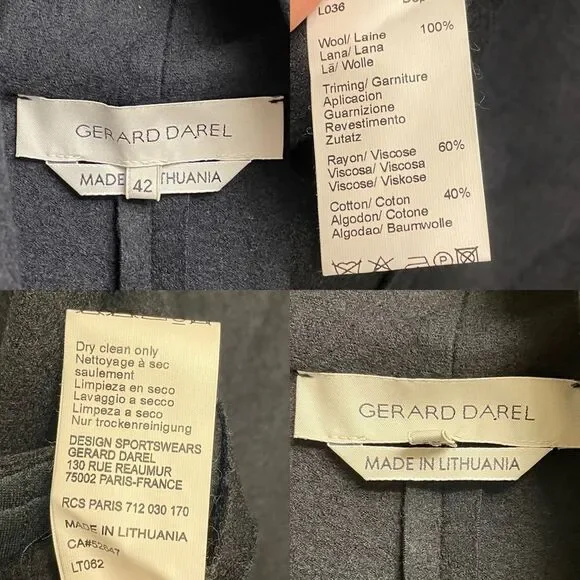 GERARD DAREL
MADE THUANIA
42
L036
Wool/ Laine 100%
Lana/ Lana
Lã/ Wolle
Triming/ Garniture
Aplicacion
Guarnizione
Revestimento
Zutatz
Rayon/ Viscose 60%
Viscosa/ Viscosa
Viscose/ Viskose
Cotton/ Coton 40%
Algodon/ Cotone
Algodao/ Baumwolle
Dry clean only
Nettoyage à sec
saulement
Limpieza en seco
Lavaggio a secco
Limpeza a seco
Nur trockenreinigung
DESIGN SPORTSWEARS
GERARD DAREL
130 RUE REAUMUR
75002 PARIS-FRANCE
RCS PARIS 712 030 170
MADE IN LITHUANIA
CA#52647
LT062
GERARD DAREL
MADE IN LITHUANIA